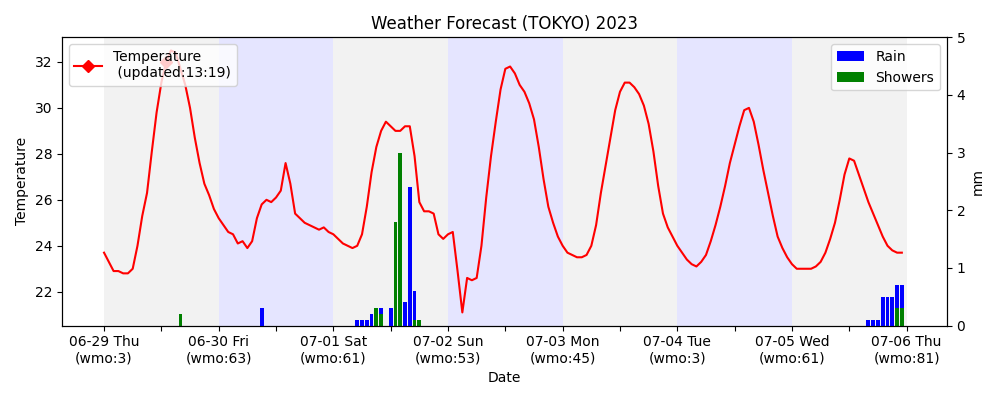 Weather Forecast (TOKYO) 2023
Temperature
(updated:13:19)
Rain
Showers
Temperature
32
30
28
26
24
22
5
4
3
2
1
0
mm
06-29 Thu
(wmo:3)
06-30 Fri
(wmo:63)
07-01 Sat
(wmo:61)
07-02 Sun
(wmo:53)
07-03 Mon
(wmo:45)
07-04 Tue
(wmo:3)
07-05 Wed
(wmo:61)
07-06 Thu
(wmo:81)
Date